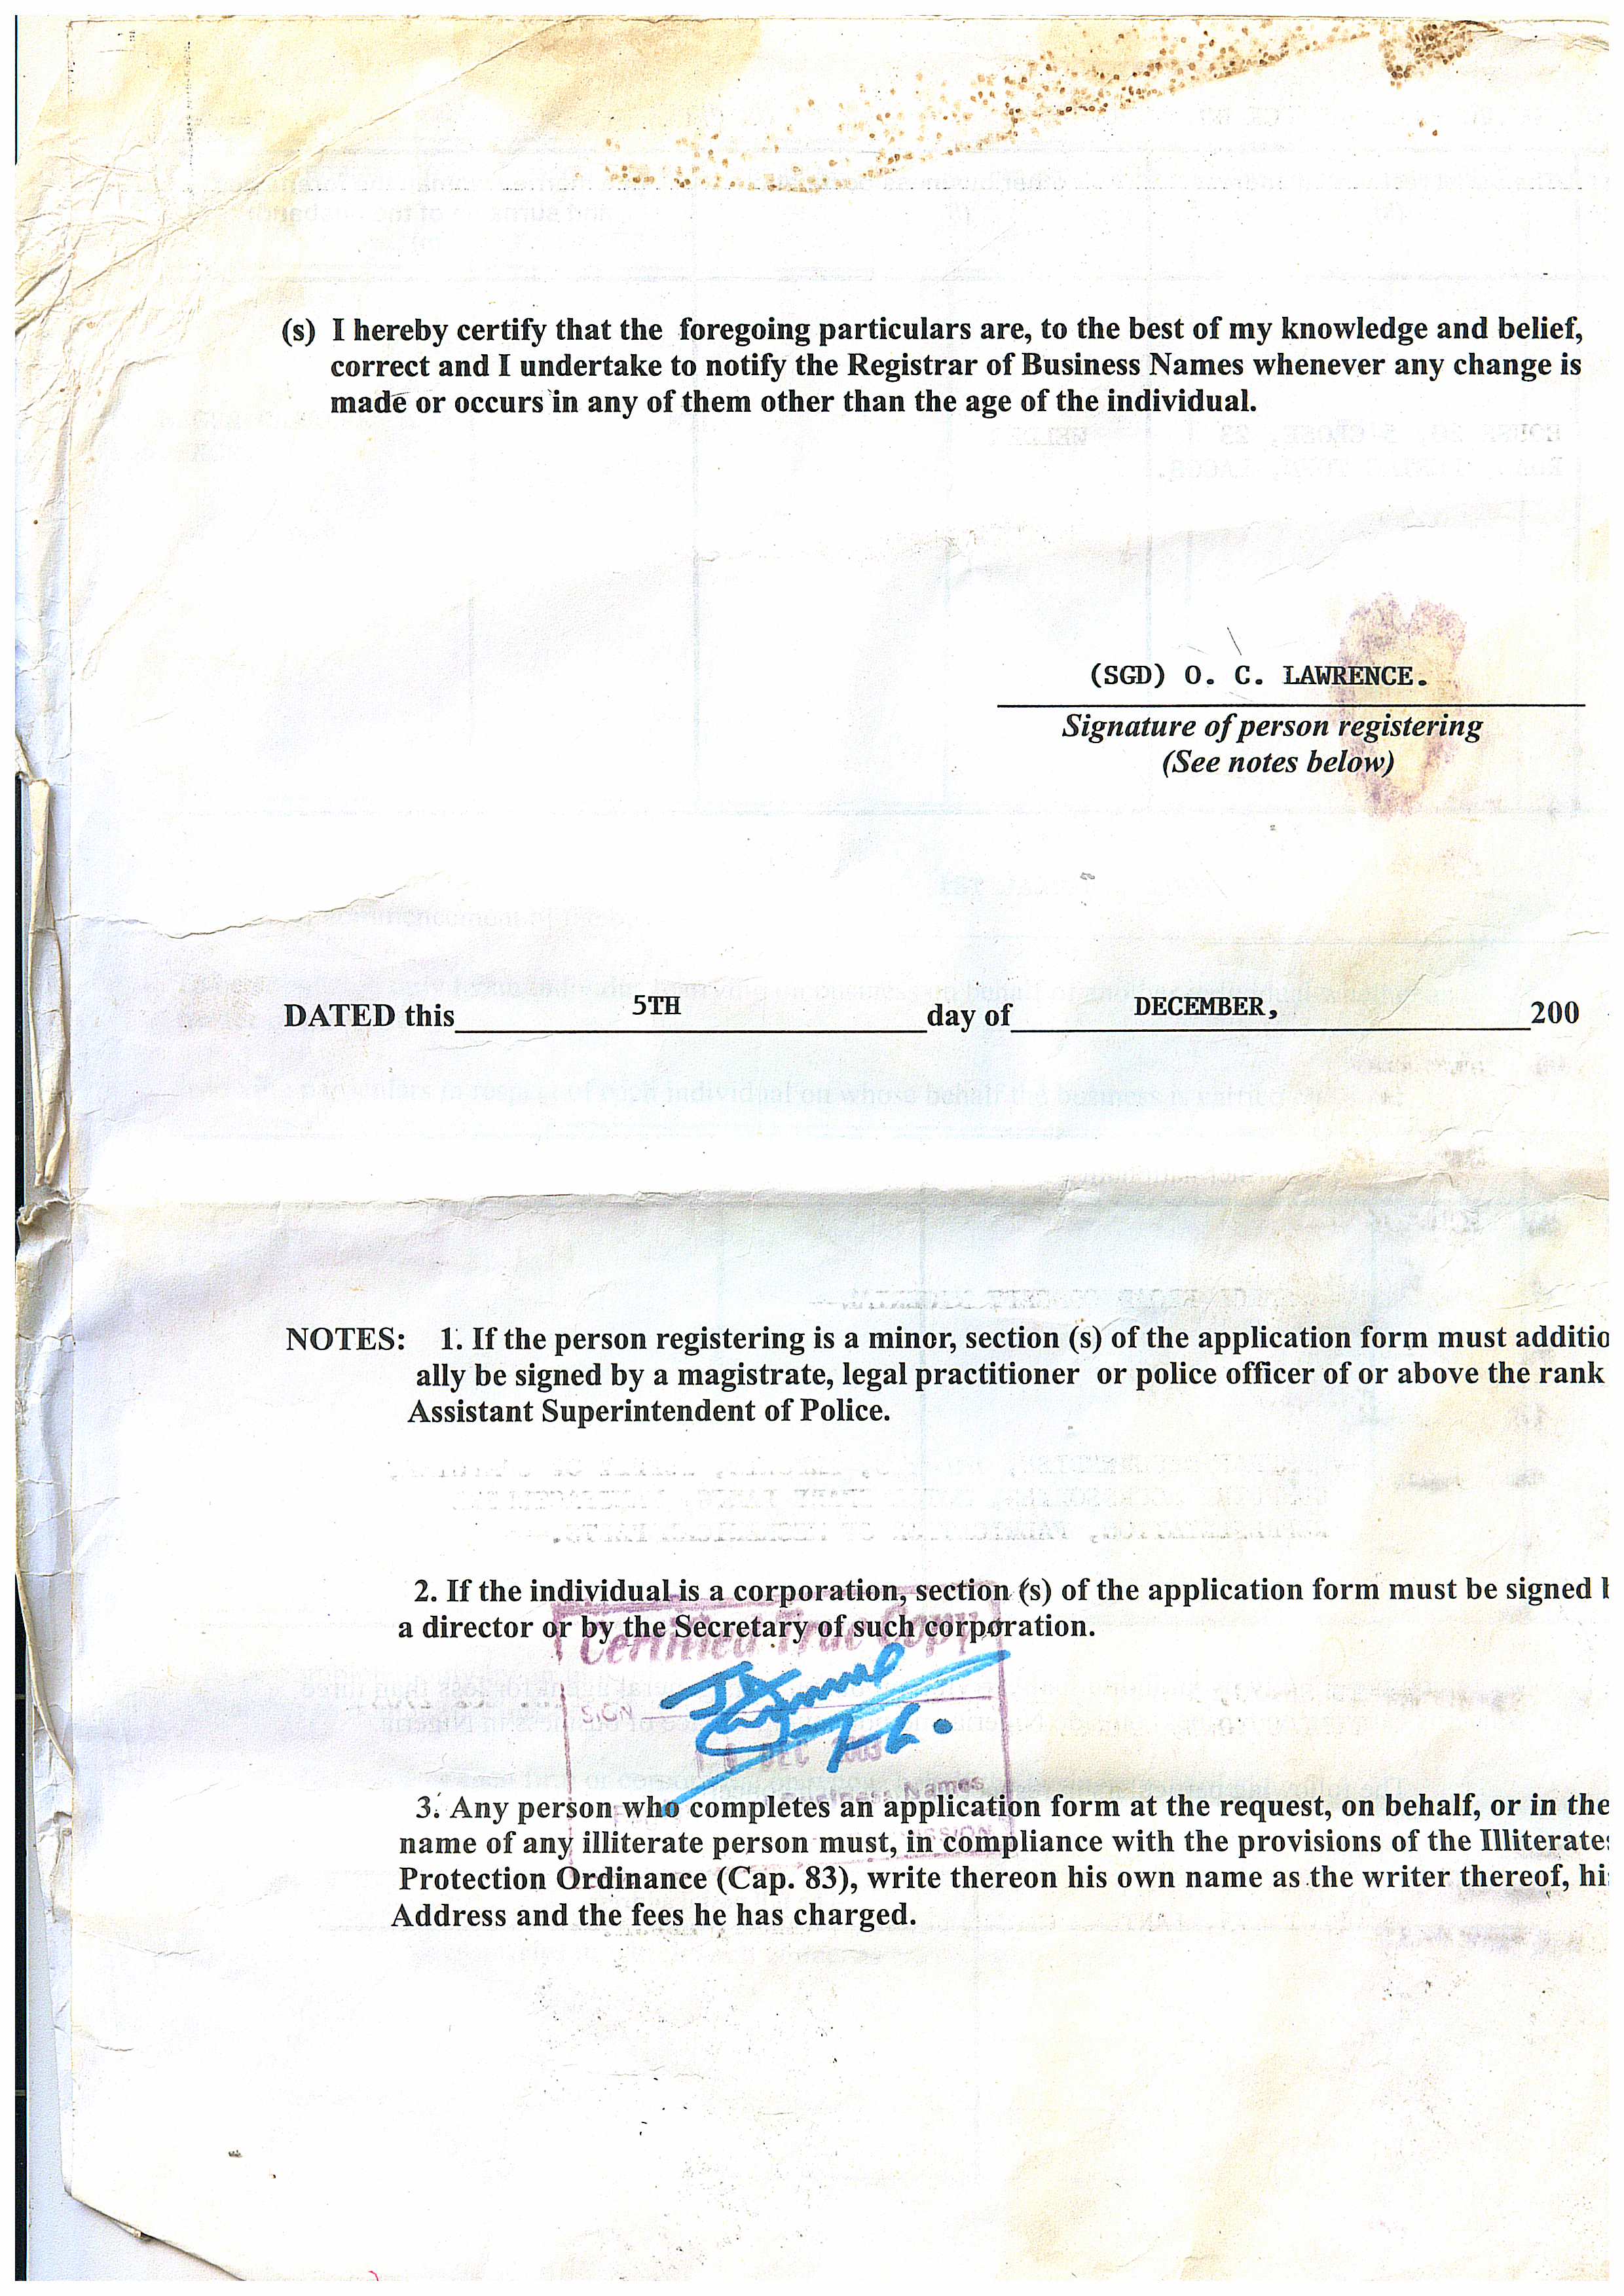 (s) I hereby certify that the foregoing particulars are, to the best of my knowledge and belief,
correct and I undertake to notify the Registrar of Business Names whenever any change is
made or occurs in any of them other than the age of the individual.
(SGD) O. C. LAWRENCE.
Signature of person registering
(See notes below)
DATED this 5TH day of DECEMBER, 200
NOTES: 1. If the person registering is a minor, section (s) of the application form must additio
ally be signed by a magistrate, legal practitioner or police officer of or above the rank
Assistant Superintendent of Police.
2. If the individual is a corporation, section (s) of the application form must be signed
a director or by the Secretary of such corporation.
Certified True Copy
SIGN
DEC 2003
Business Names
3. Any person who completes an application form at the request, on behalf, or in the
name of any illiterate person must, in compliance with the provisions of the Illiterates
Protection Ordinance (Cap. 83), write thereon his own name as the writer thereof, hi
Address and the fees he has charged.